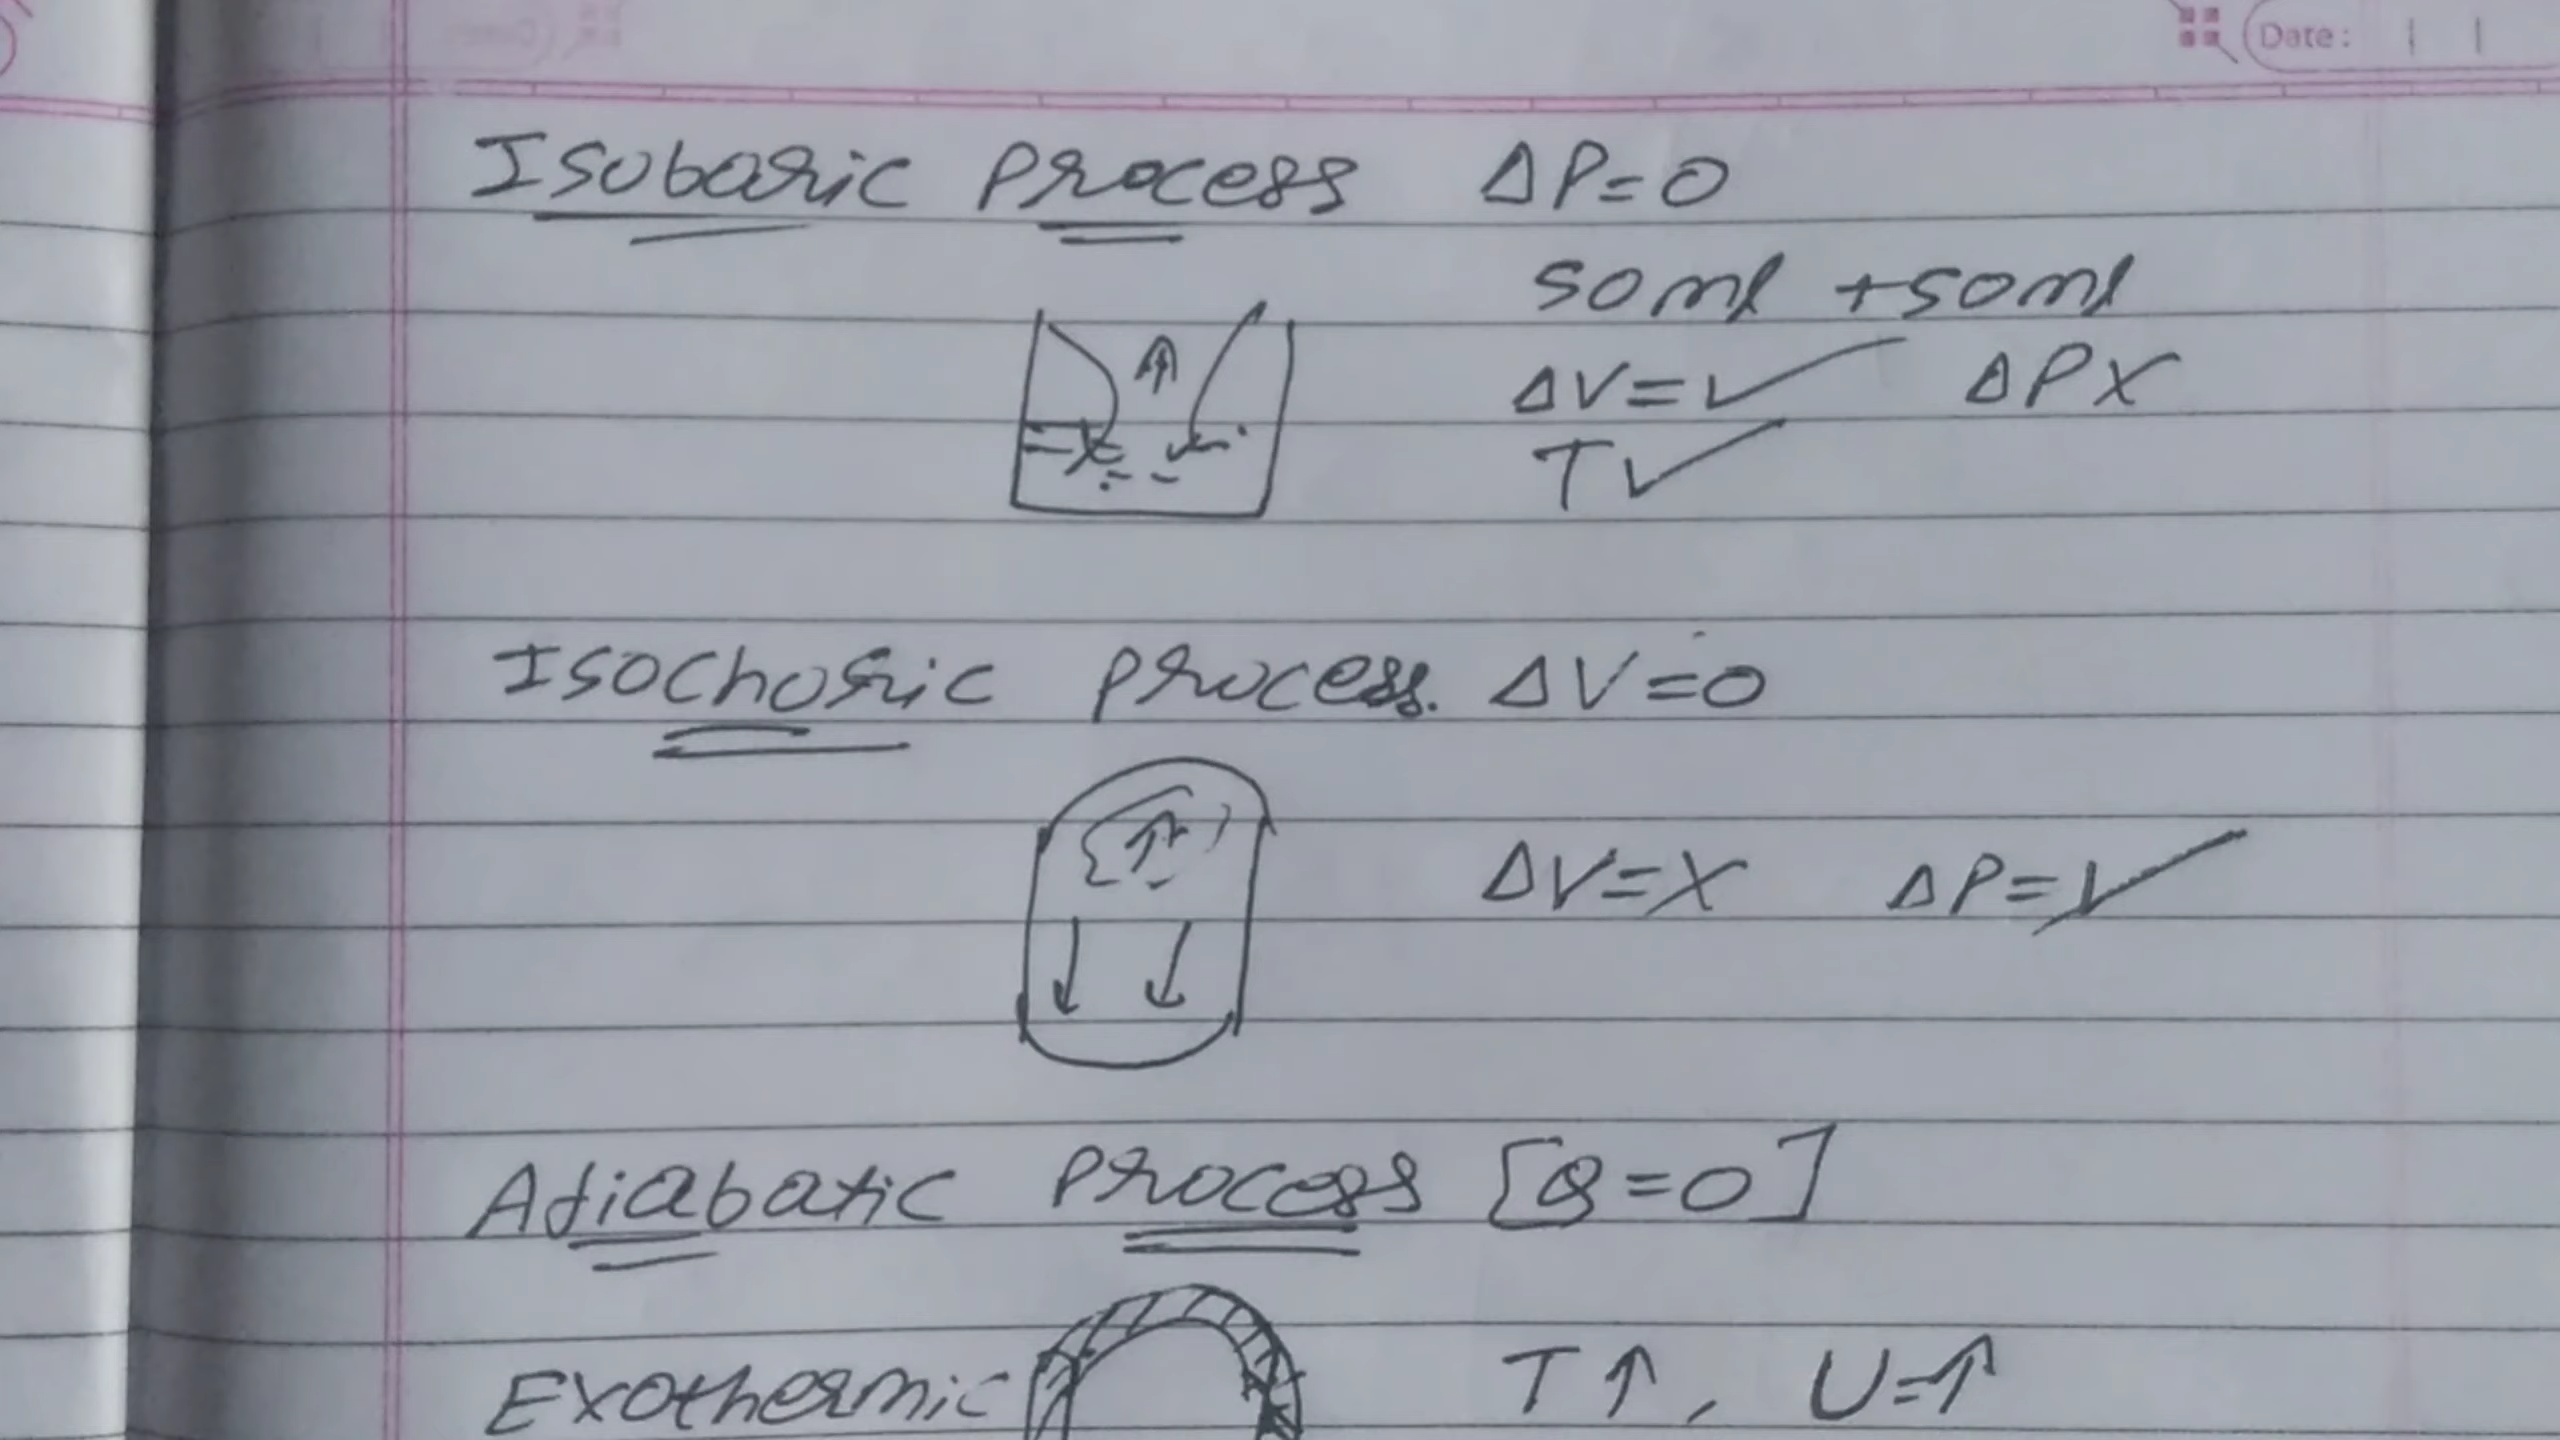 Date:
Isobaric process ΔP=0
50ml +50ml
ΔV=✓ ΔPX
T✓
Isochoric process. ΔV=0
ΔV=X ΔP=✓
Adiabatic process [Q=0]
Exothermic T↑, U=↑